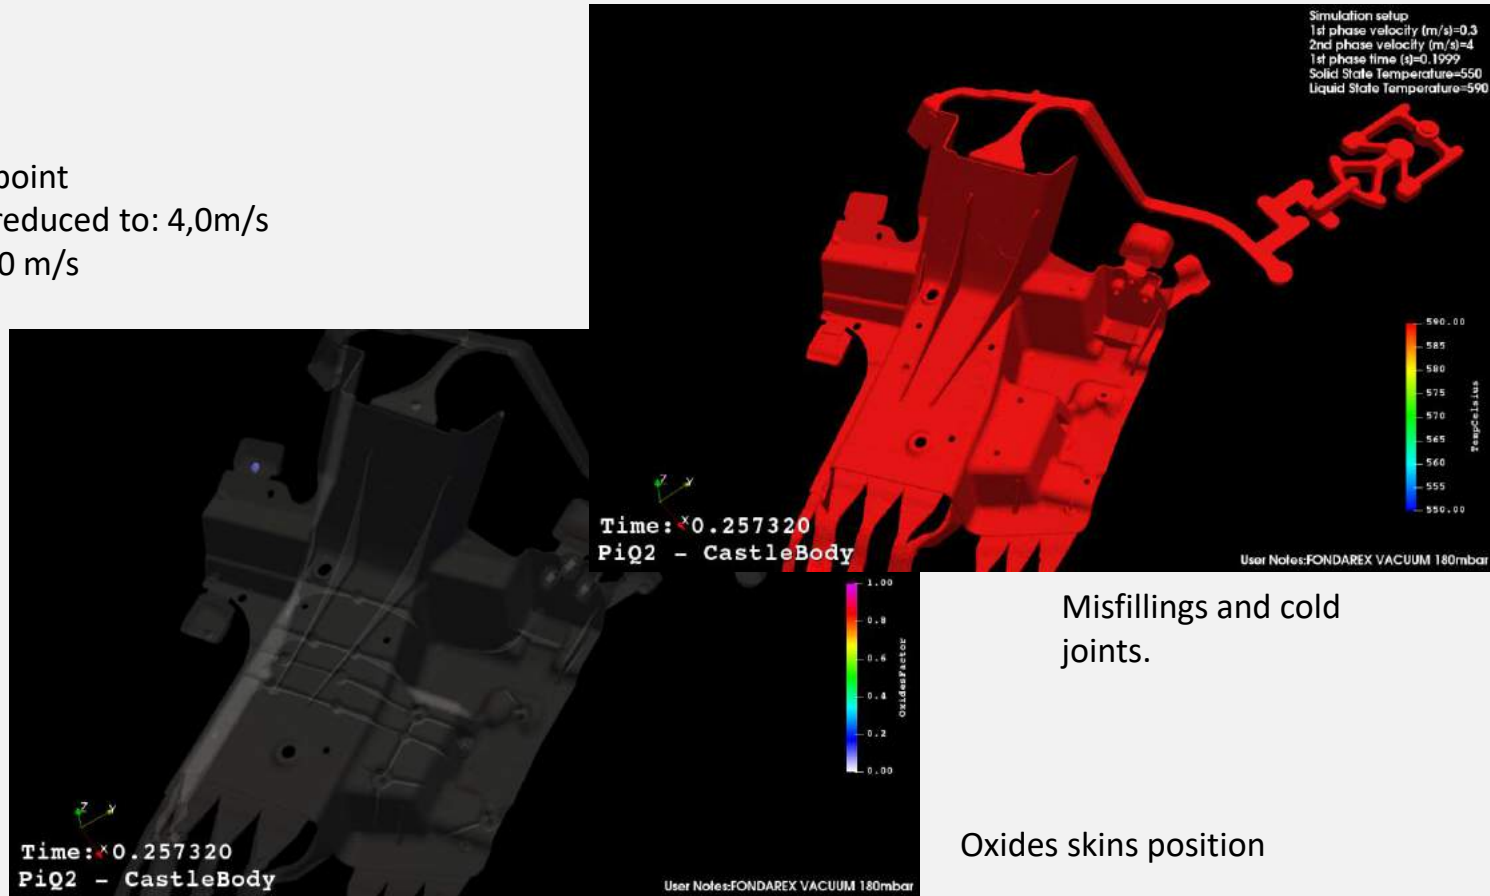 Simulation setup
1st phase velocity (m/s)=0.3
2nd phase velocity (m/s)=4
1st phase time (s)=0.1999
Solid State Temperature=550
Liquid State Temperature=590
point
reduced to: 4,0m/s
0 m/s
590.00
585
580
575
570
565
560
555
550.00
TempCelsius
Z
Y
X
Time: 0.257320
PiQ2 - CastleBody
User Notes:FONDAREX VACUUM 180mbar
Misfillings and cold
joints.
1.00
0.8
0.6
0.4
0.2
0.00
OxidesFactor
Z
Y
X
Time: 0.257320
PiQ2 - CastleBody
User Notes:FONDAREX VACUUM 180mbar
Oxides skins position